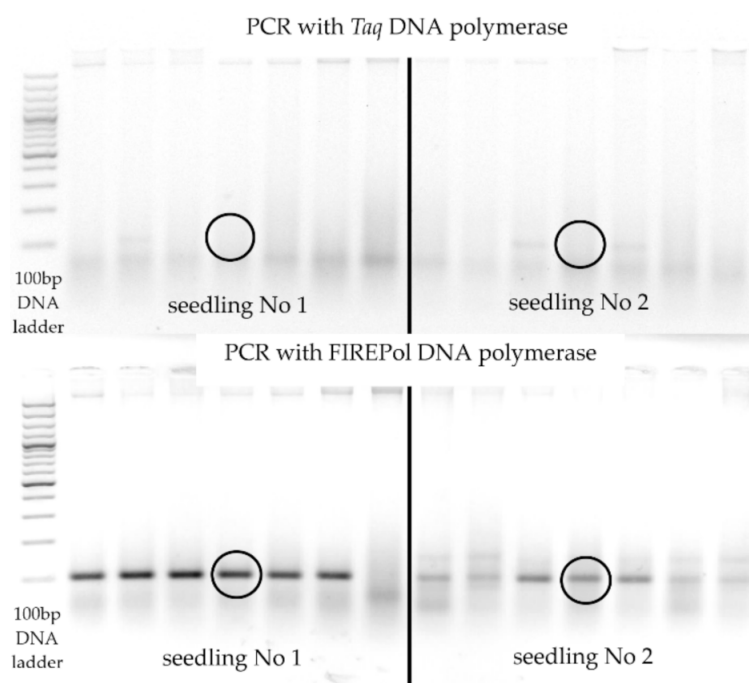 PCR with Taq DNA polymerase
100bp
DNA
ladder
seedling No 1
seedling No 2
PCR with FIREPol DNA polymerase
100bp
DNA
ladder
seedling No 1
seedling No 2